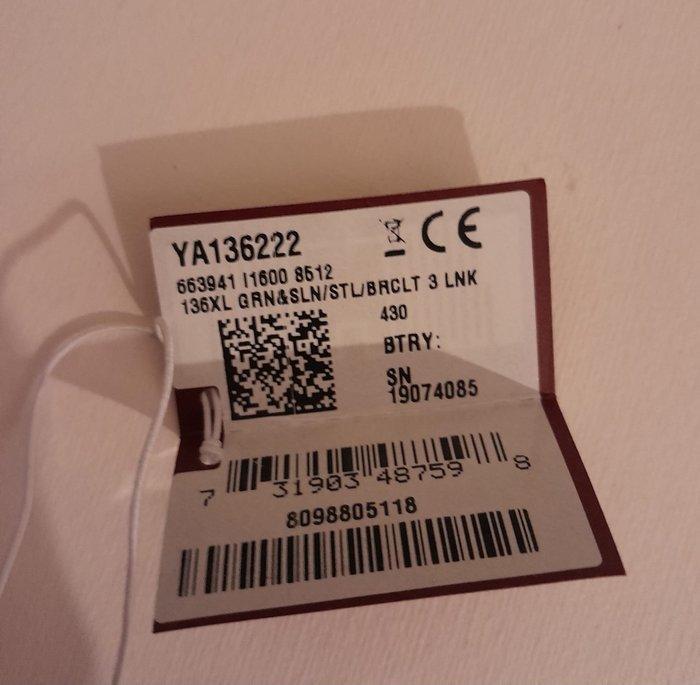 YA136222 CE
663941 I1600 8512
136XL GRN&SLN/STL/BRCLT 3 LNK
430
BTRY:
SN
19074085
7 31903 48759 8
8098805118